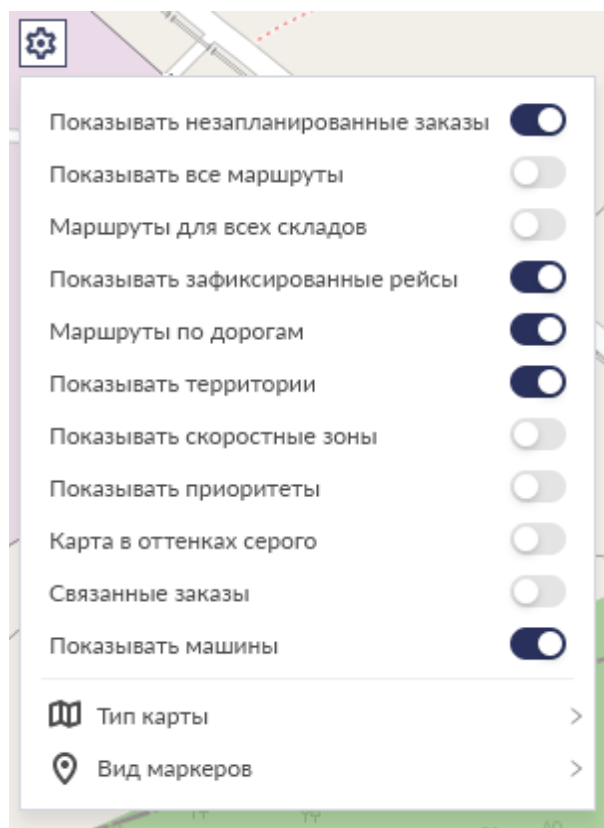 Показывать незапланированные заказы
Показывать все маршруты
Маршруты для всех складов
Показывать зафиксированные рейсы
Маршруты по дорогам
Показывать территории
Показывать скоростные зоны
Показывать приоритеты
Карта в оттенках серого
Связанные заказы
Показывать машины
Тип карты
Вид маркеров